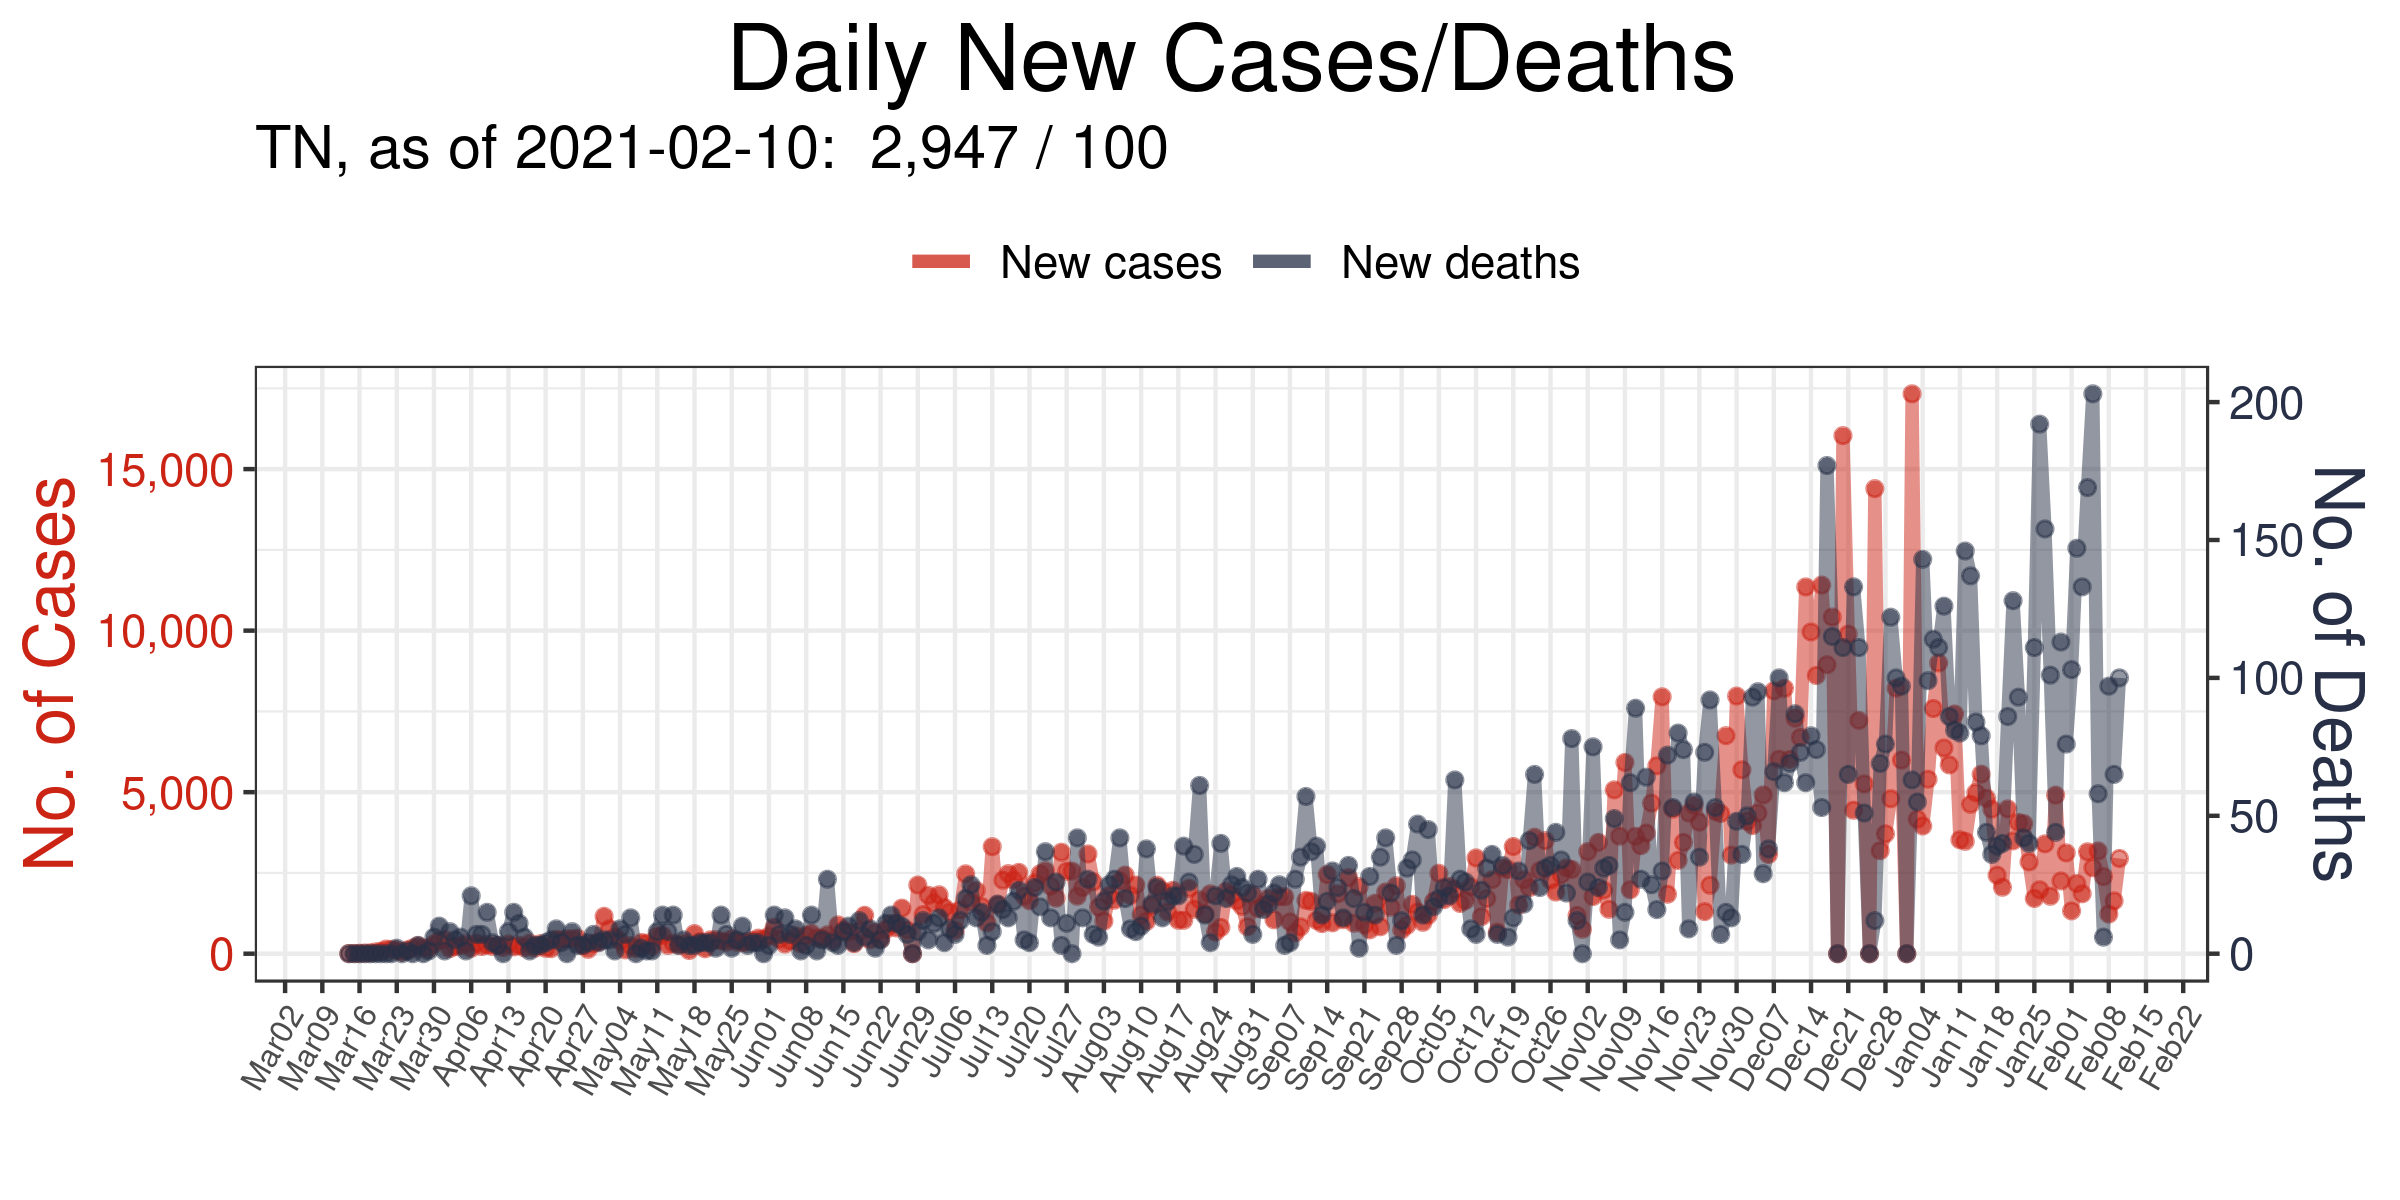 Daily New Cases/Deaths
TN, as of 2021-02-10:  2,947 / 100
New cases
New deaths
No. of Cases
15,000
10,000
5,000
0
200
150
100
50
0
No. of Deaths
Mar02
Mar09
Mar16
Mar23
Mar30
Apr06
Apr13
Apr20
Apr27
May04
May11
May18
May25
Jun01
Jun08
Jun15
Jun22
Jun29
Jul06
Jul13
Jul20
Jul27
Aug03
Aug10
Aug17
Aug24
Aug31
Sep07
Sep14
Sep21
Sep28
Oct05
Oct12
Oct19
Oct26
Nov02
Nov09
Nov16
Nov23
Nov30
Dec07
Dec14
Dec21
Dec28
Jan04
Jan11
Jan18
Jan25
Feb01
Feb08
Feb15
Feb22